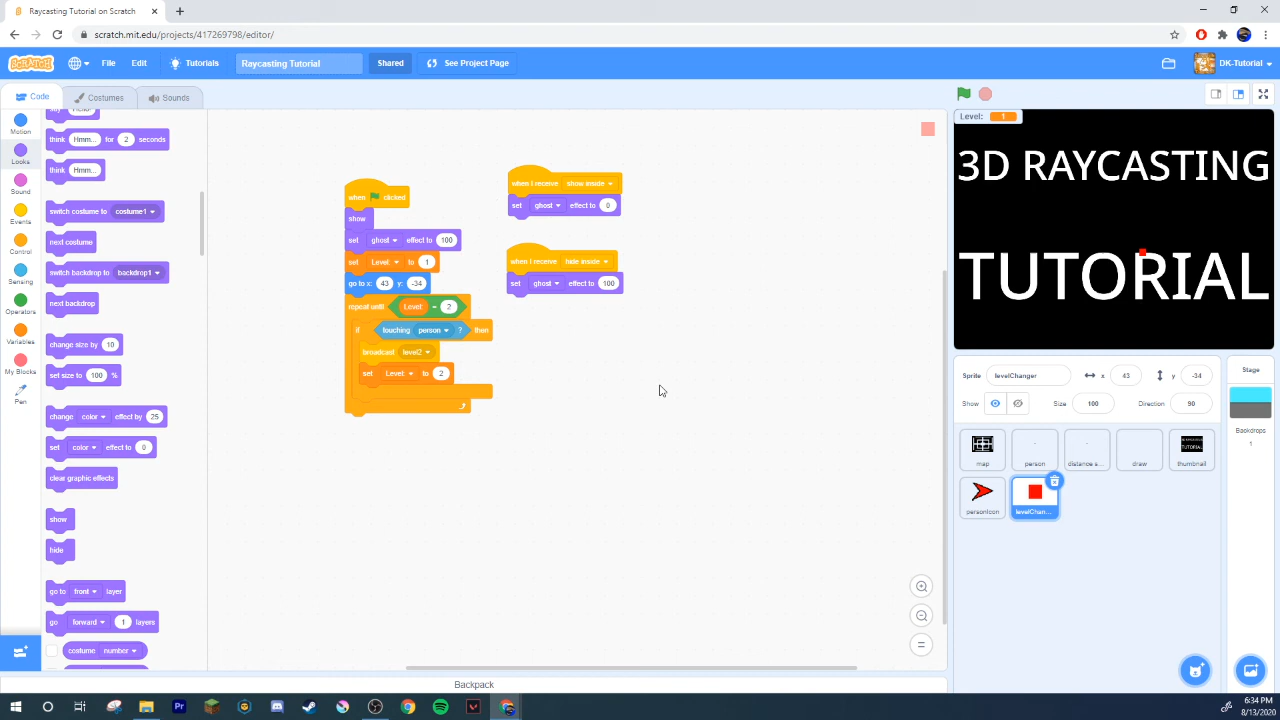 Raycasting Tutorial on Scratch
scratch.mit.edu/projects/417269798/editor/
SCRATCH
File
Edit
Tutorials
Raycasting Tutorial
Shared
See Project Page
DK-Tutorial
Code
Costumes
Sounds
Motion
Looks
Sound
Events
Control
Sensing
Operators
Variables
My Blocks
Pen
think Hmm... for 2 seconds
think Hmm...
switch costume to costume1
next costume
switch backdrop to backdrop1
next backdrop
change size by 10
set size to 100 %
change color effect by 25
set color effect to 0
clear graphic effects
show
hide
go to front layer
go forward 1 layers
costume number
when clicked
show
set ghost effect to 100
set Level: to 1
go to x: 43 y: -34
repeat until Level: = 2
if touching person ? then
broadcast level2
set Level: to 2
when I receive show inside
set ghost effect to 0
when I receive hide inside
set ghost effect to 100
Level: 1
3D RAYCASTING
TUTORIAL
Sprite levelChanger x 43 y -34
Show Size 100 Direction 90
Stage
Backdrops
1
map
person
distance s...
draw
thumbnail
personIcon
levelChan...
Backpack
6:34 PM
8/13/2020